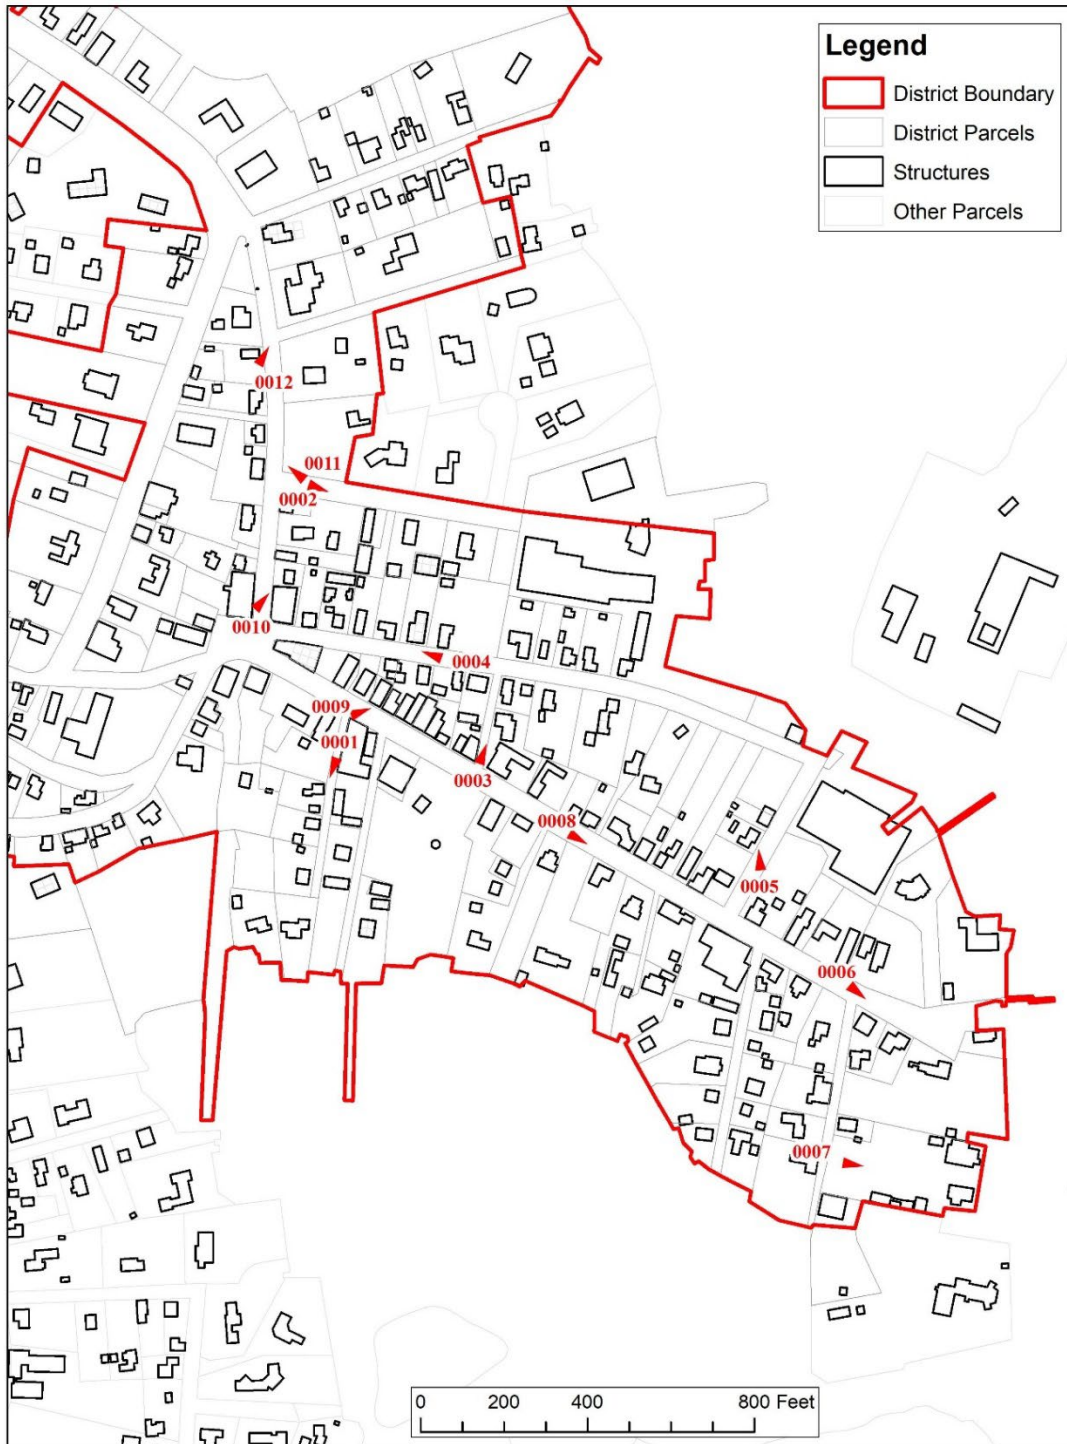 Legend
District Boundary
District Parcels
Structures
Other Parcels
0012
0011
0002
0010
0004
0009
0001
0003
0008
0005
0006
0007
0 200 400 800 Feet